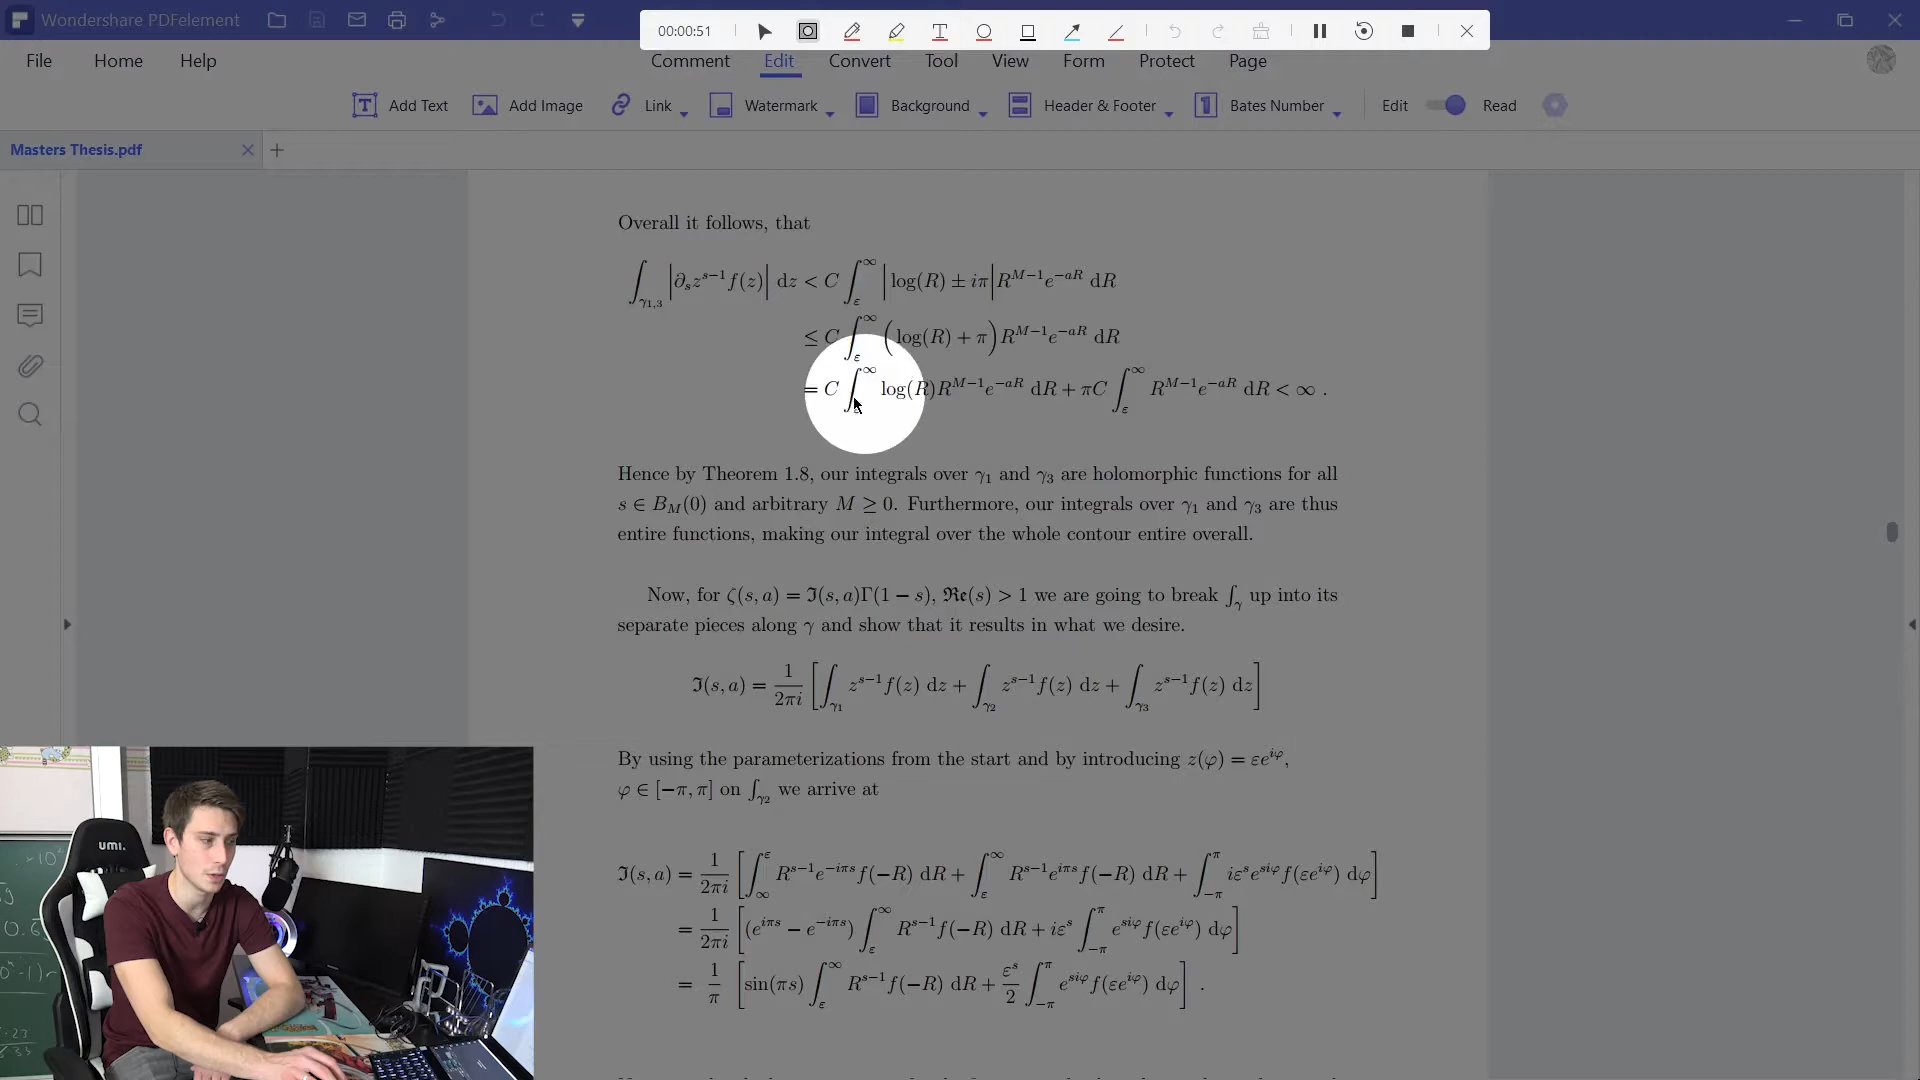 Wondershare PDFelement
00:00:51
File Home Help Comment Edit Convert Tool View Form Protect Page
Add Text Add Image Link Watermark Background Header & Footer Bates Number Edit Read
Masters Thesis.pdf
Overall it follows, that
∫_{γ1,3} |∂_s z^{s−1} f(z)| dz < C ∫_ε^∞ |log(R) ± iπ| R^{M−1} e^{−aR} dR
≤ C ∫_ε^∞ (log(R) + π) R^{M−1} e^{−aR} dR
= C ∫_ε^∞ log(R) R^{M−1} e^{−aR} dR + πC ∫_ε^∞ R^{M−1} e^{−aR} dR < ∞ .
Hence by Theorem 1.8, our integrals over γ1 and γ3 are holomorphic functions for all
s ∈ B_M(0) and arbitrary M ≥ 0. Furthermore, our integrals over γ1 and γ3 are thus
entire functions, making our integral over the whole contour entire overall.
Now, for ζ(s, a) = ℑ(s, a)Γ(1 − s), ℜe(s) > 1 we are going to break ∫_γ up into its
separate pieces along γ and show that it results in what we desire.
ℑ(s, a) = 1/(2πi) [∫_{γ1} z^{s−1} f(z) dz + ∫_{γ2} z^{s−1} f(z) dz + ∫_{γ3} z^{s−1} f(z) dz]
By using the parameterizations from the start and by introducing z(φ) = εe^{iφ},
φ ∈ [−π, π] on ∫_{γ2} we arrive at
ℑ(s, a) = 1/(2πi) [∫_∞^ε R^{s−1} e^{−iπs} f(−R) dR + ∫_ε^∞ R^{s−1} e^{iπs} f(−R) dR + ∫_{−π}^π iε^s e^{siφ} f(εe^{iφ}) dφ]
= 1/(2πi) [(e^{iπs} − e^{−iπs}) ∫_ε^∞ R^{s−1} f(−R) dR + iε^s ∫_{−π}^π e^{siφ} f(εe^{iφ}) dφ]
= 1/π [sin(πs) ∫_ε^∞ R^{s−1} f(−R) dR + ε^s/2 ∫_{−π}^π e^{siφ} f(εe^{iφ}) dφ] .
umi.